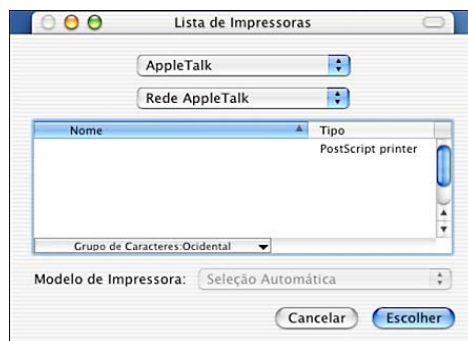 Lista de Impressoras
AppleTalk
Rede AppleTalk
Nome Tipo
PostScript printer
Grupo de Caracteres:Ocidental
Modelo de Impressora: Seleção Automática
Cancelar Escolher